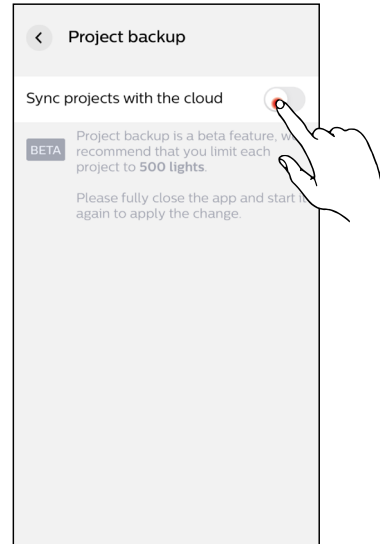 Project backup
Sync projects with the cloud
BETA
Project backup is a beta feature, w
recommend that you limit each
project to 500 lights.
Please fully close the app and start i
again to apply the change.